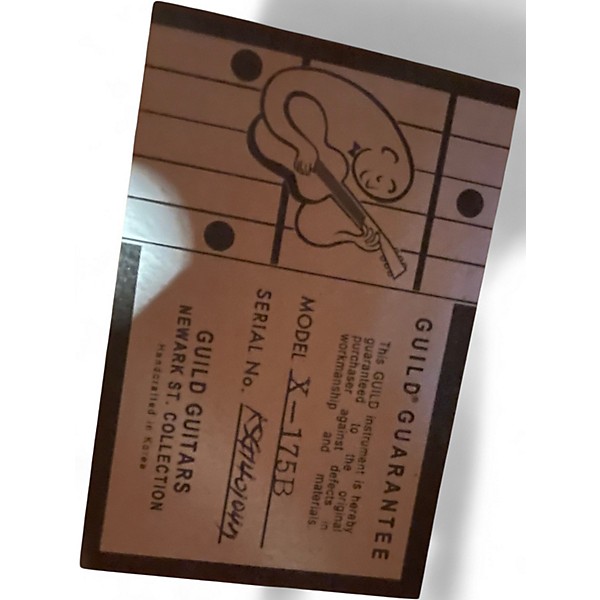 GUILD® GUARANTEE
This GUILD instrument is hereby
guaranteed to the original
purchaser against defects in
workmanship and materials.
MODEL X-175B
SERIAL No.
GUILD GUITARS
NEWARK ST. COLLECTION
Handcrafted in Korea